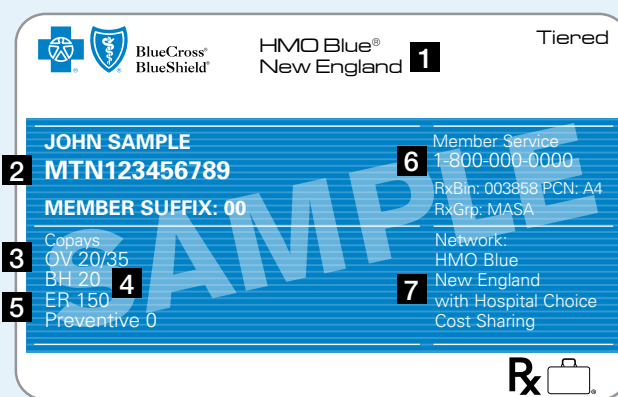 BlueCross®
BlueShield®
HMO Blue®
New England
1
Tiered
JOHN SAMPLE
2
MTN123456789
MEMBER SUFFIX: 00
Member Service
6
1-800-000-0000
RxBin: 003858 PCN: A4
RxGrp: MASA
Copays
3
OV 20/35
BH 20
4
5
ER 150
Preventive 0
Network:
HMO Blue
7
New England
with Hospital Choice
Cost Sharing
SAMPLE
Rx